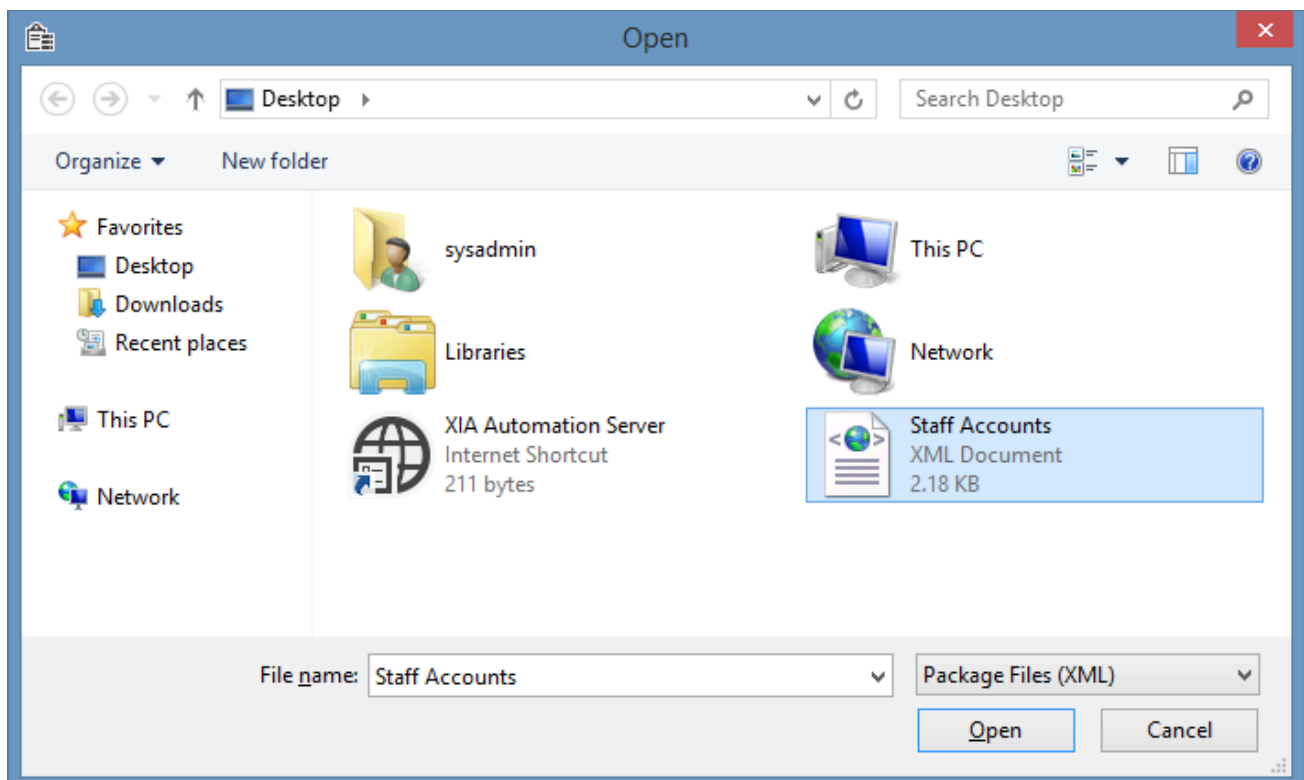 Open
Desktop
Search Desktop
Organize
New folder
Favorites
Desktop
Downloads
Recent places
This PC
Network
sysadmin
This PC
Libraries
Network
XIA Automation Server
Internet Shortcut
211 bytes
Staff Accounts
XML Document
2.18 KB
File name:
Staff Accounts
Package Files (XML)
Open
Cancel